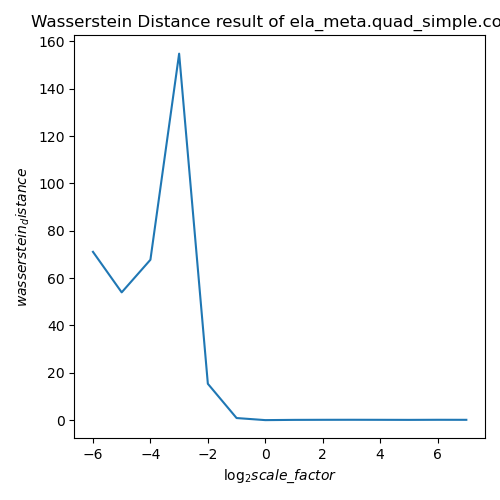 Wasserstein Distance result of ela_meta.quad_simple.co
160
140
120
100
80
60
40
20
0
wasserstein_distance
−6 −4 −2 0 2 4 6
log₂scale_factor